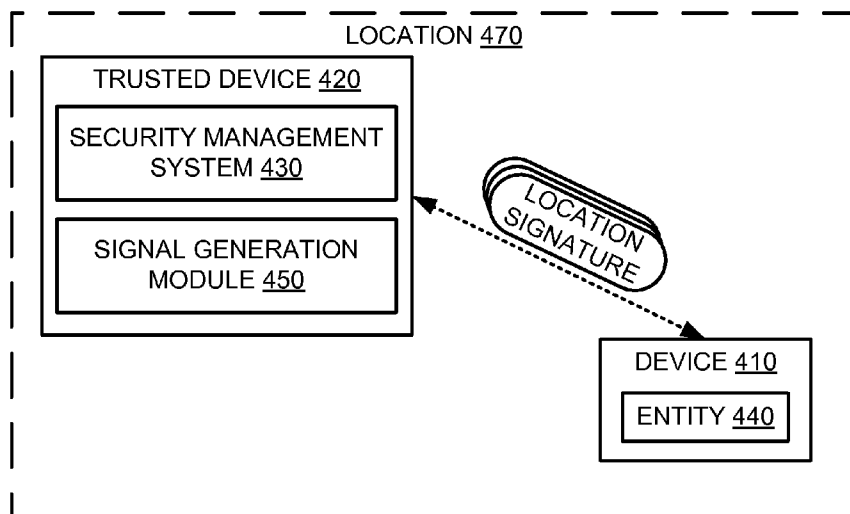 LOCATION 470
TRUSTED DEVICE 420
SECURITY MANAGEMENT
SYSTEM 430
SIGNAL GENERATION
MODULE 450
LOCATION
SIGNATURE
DEVICE 410
ENTITY 440